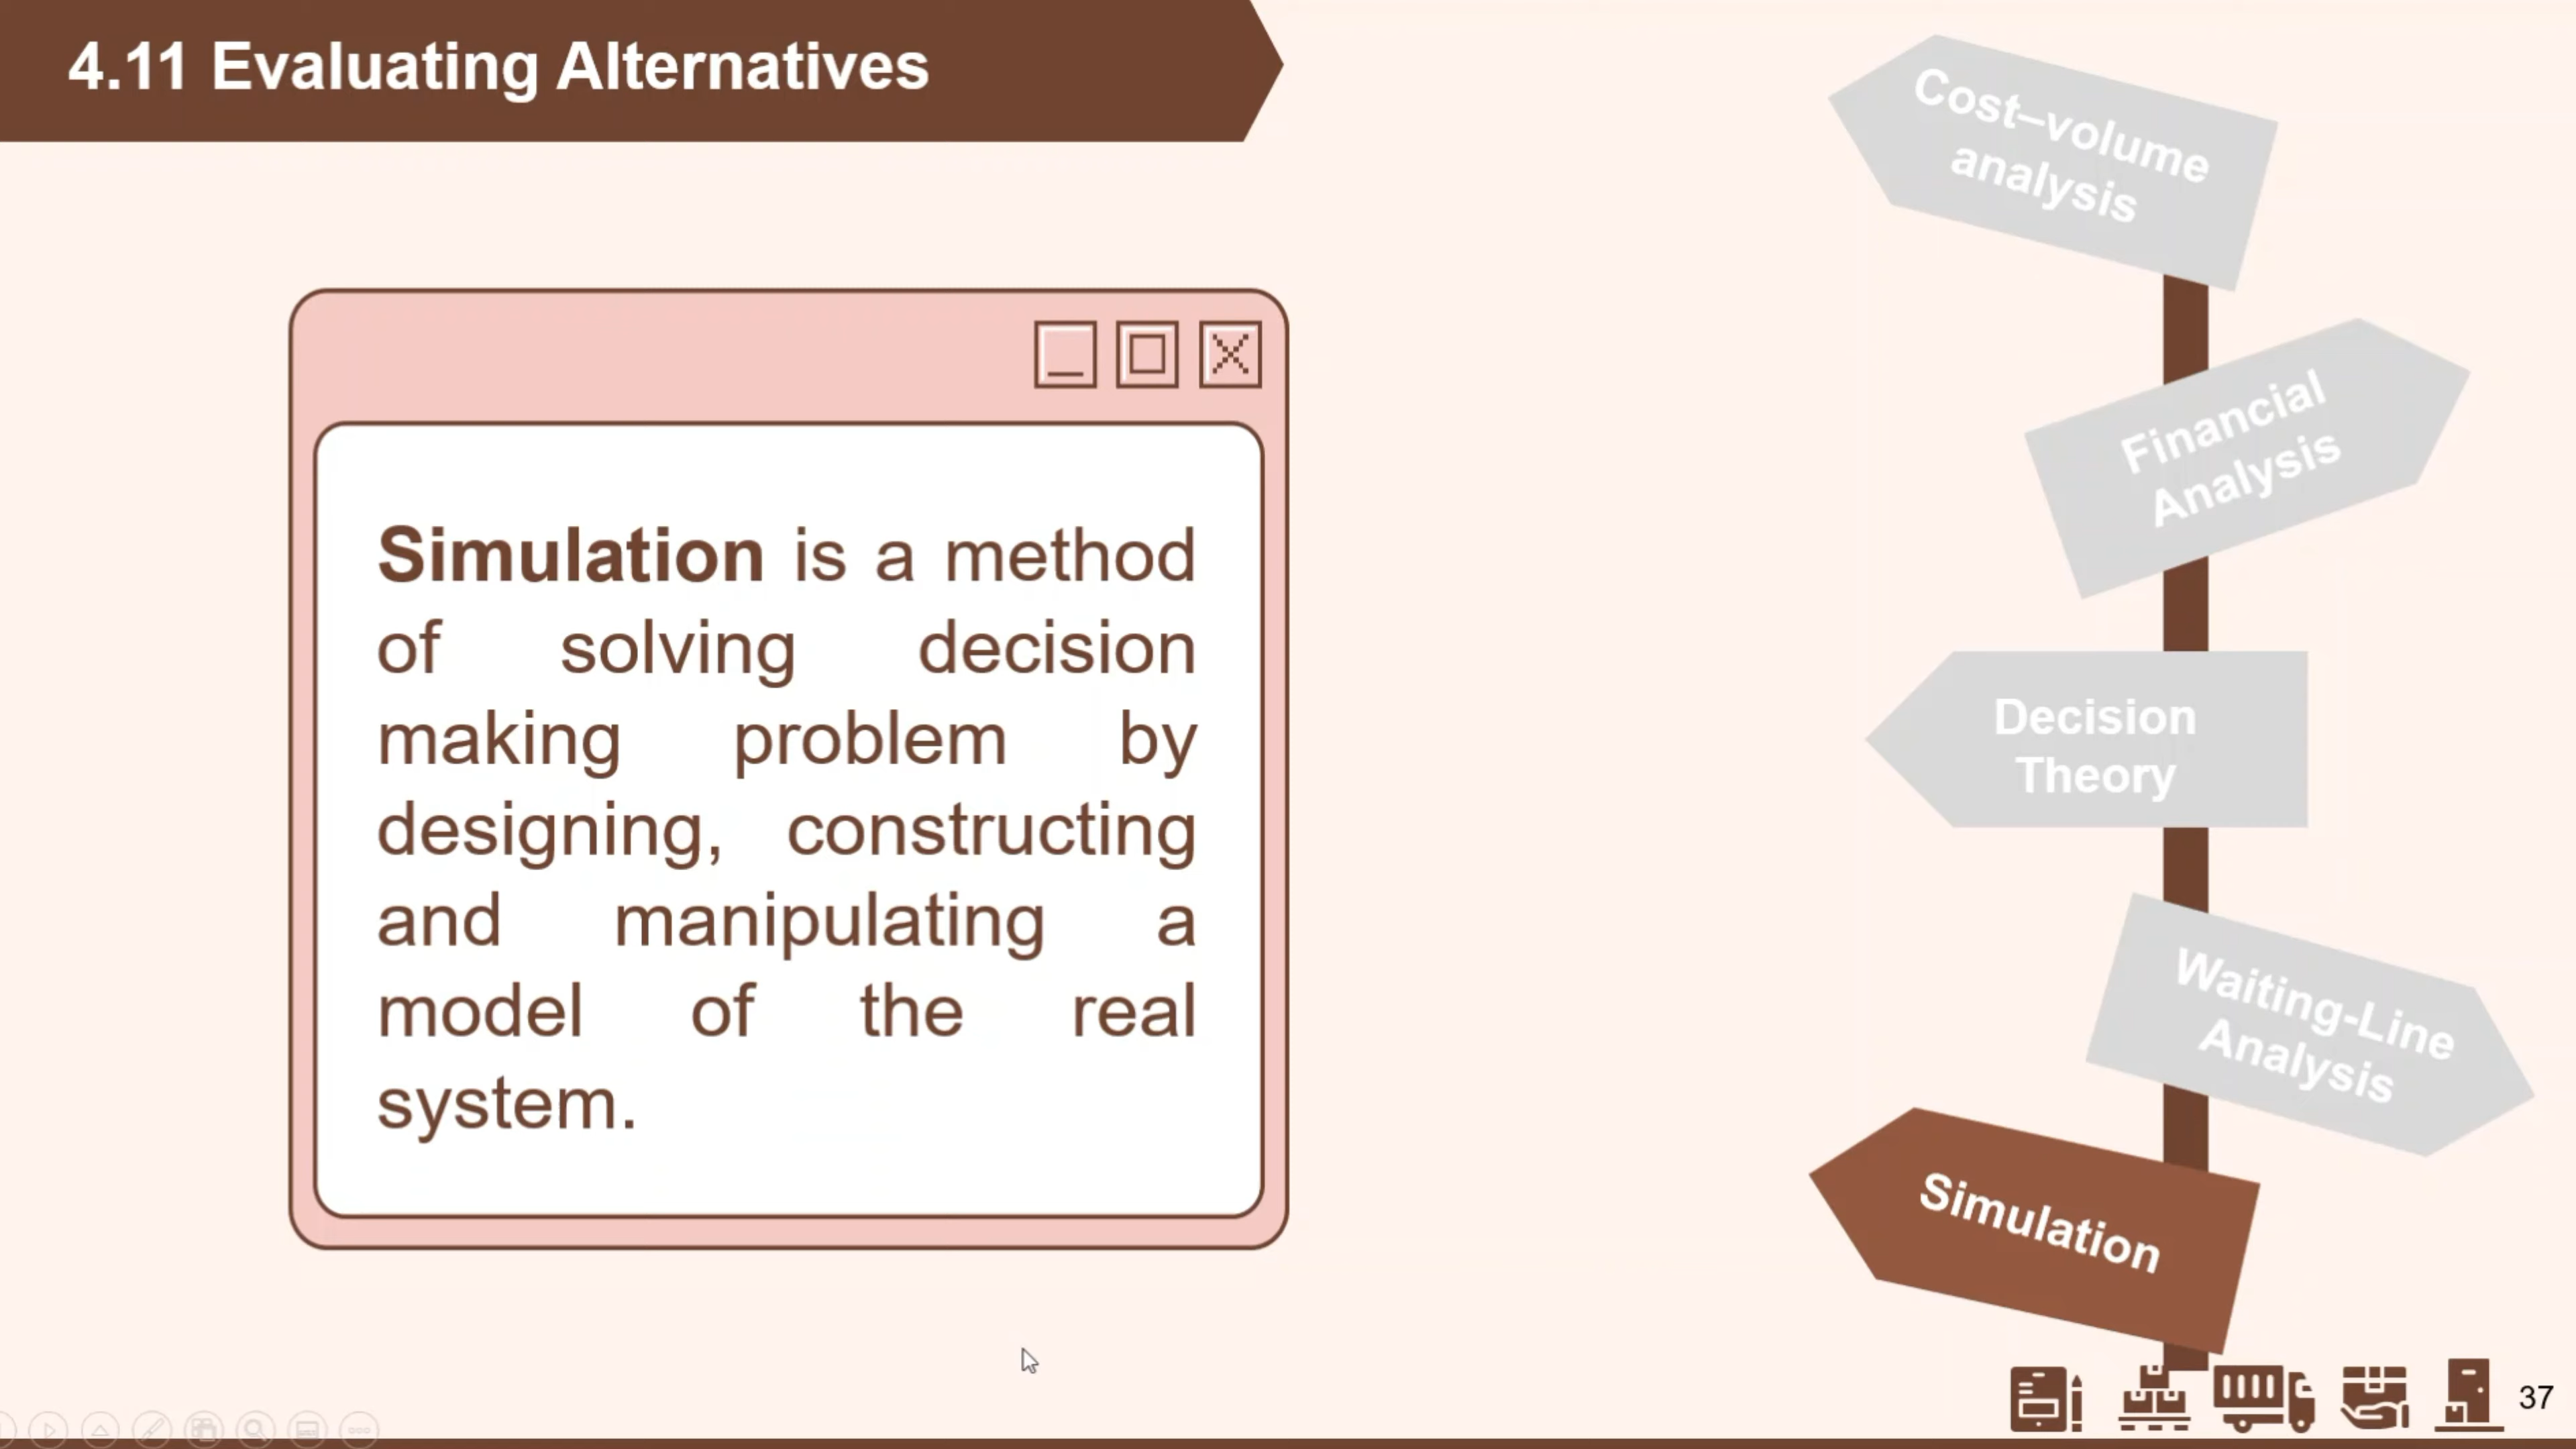 4.11 Evaluating Alternatives
Simulation is a method
of solving decision
making problem by
designing, constructing
and manipulating a
model of the real
system.
Cost–volume
analysis
Financial
Analysis
Decision
Theory
Waiting-Line
Analysis
Simulation
37